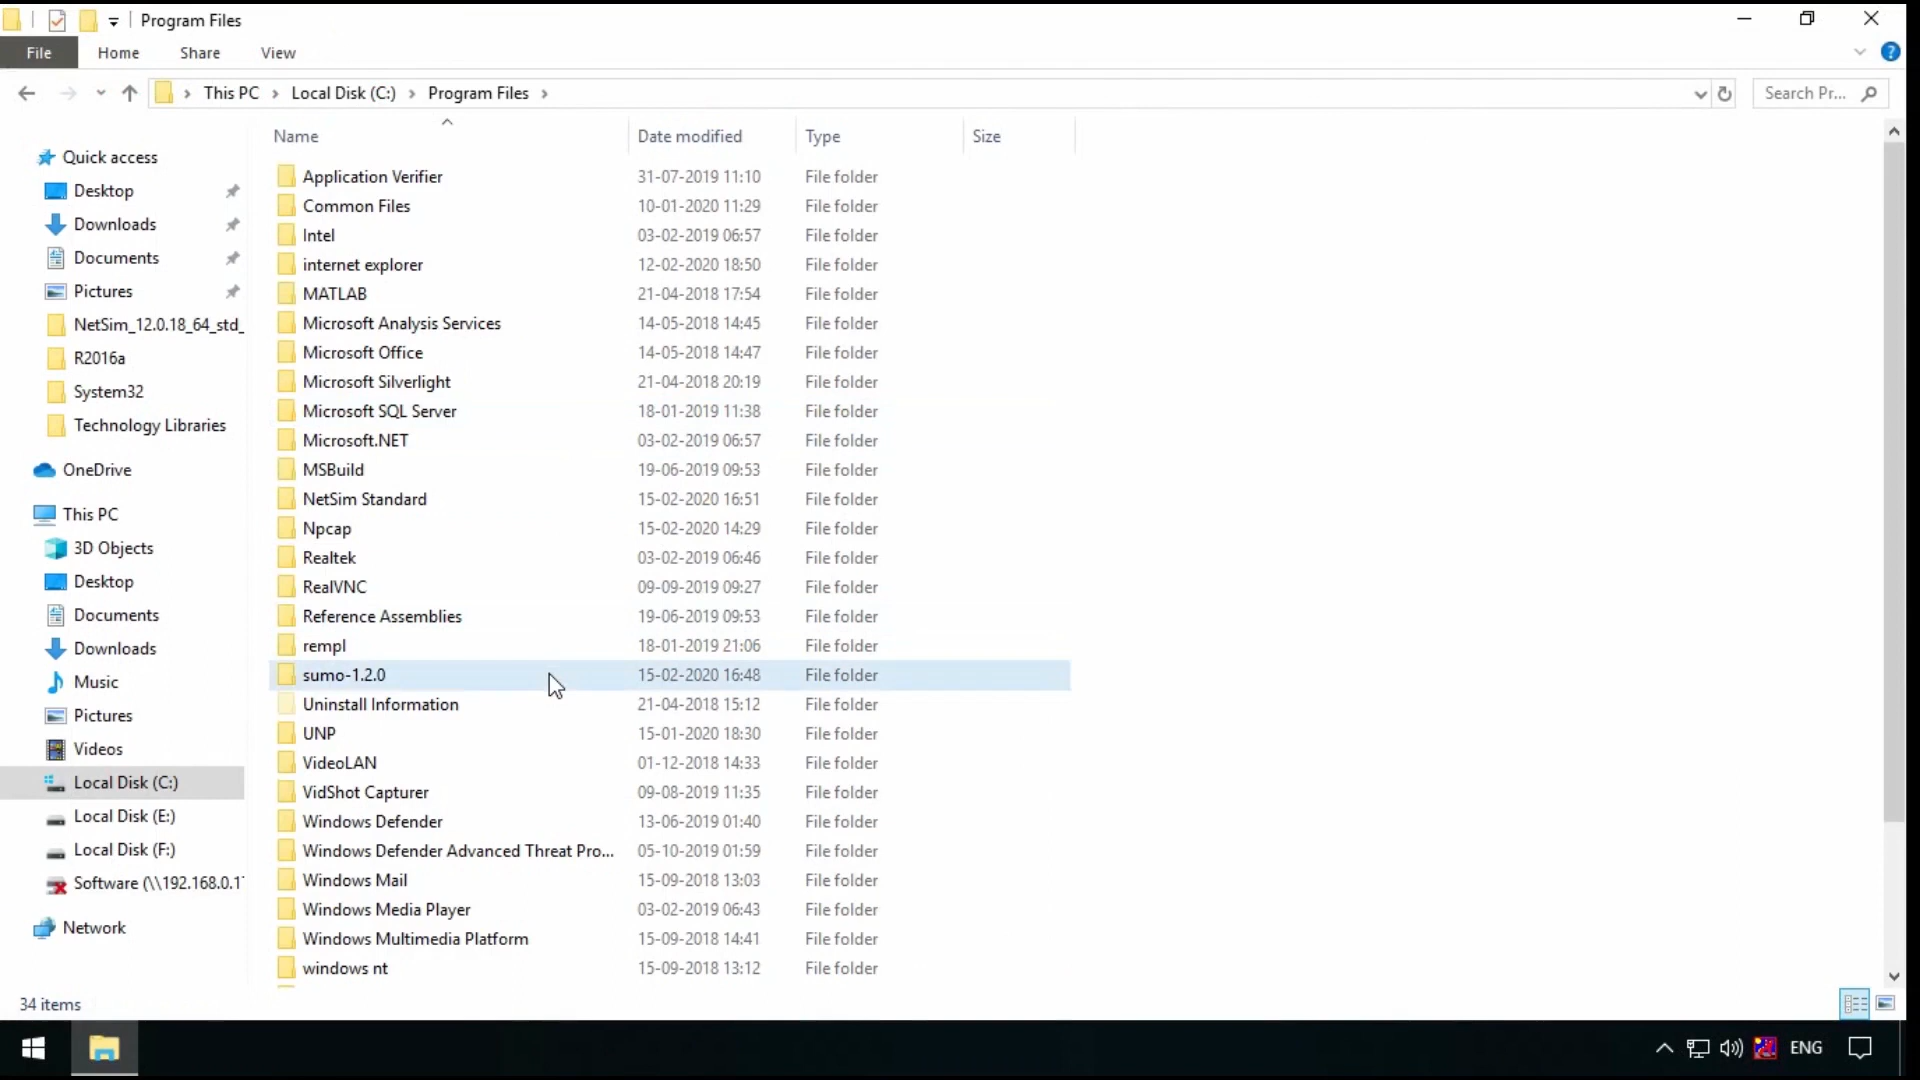 Program Files
File Home Share View
This PC Local Disk (C:) Program Files
Search Pr...
Name Date modified Type Size
Quick access
Desktop
Downloads
Documents
Pictures
NetSim_12.0.18_64_std_
R2016a
System32
Technology Libraries
OneDrive
This PC
3D Objects
Desktop
Documents
Downloads
Music
Pictures
Videos
Local Disk (C:)
Local Disk (E:)
Local Disk (F:)
Software (\\192.168.0.1
Network
Application Verifier 31-07-2019 11:10 File folder
Common Files 10-01-2020 11:29 File folder
Intel 03-02-2019 06:57 File folder
internet explorer 12-02-2020 18:50 File folder
MATLAB 21-04-2018 17:54 File folder
Microsoft Analysis Services 14-05-2018 14:45 File folder
Microsoft Office 14-05-2018 14:47 File folder
Microsoft Silverlight 21-04-2018 20:19 File folder
Microsoft SQL Server 18-01-2019 11:38 File folder
Microsoft.NET 03-02-2019 06:57 File folder
MSBuild 19-06-2019 09:53 File folder
NetSim Standard 15-02-2020 16:51 File folder
Npcap 15-02-2020 14:29 File folder
Realtek 03-02-2019 06:46 File folder
RealVNC 09-09-2019 09:27 File folder
Reference Assemblies 19-06-2019 09:53 File folder
rempl 18-01-2019 21:06 File folder
sumo-1.2.0 15-02-2020 16:48 File folder
Uninstall Information 21-04-2018 15:12 File folder
UNP 15-01-2020 18:30 File folder
VideoLAN 01-12-2018 14:33 File folder
VidShot Capturer 09-08-2019 11:35 File folder
Windows Defender 13-06-2019 01:40 File folder
Windows Defender Advanced Threat Pro... 05-10-2019 01:59 File folder
Windows Mail 15-09-2018 13:03 File folder
Windows Media Player 03-02-2019 06:43 File folder
Windows Multimedia Platform 15-09-2018 14:41 File folder
windows nt 15-09-2018 13:12 File folder
34 items
ENG